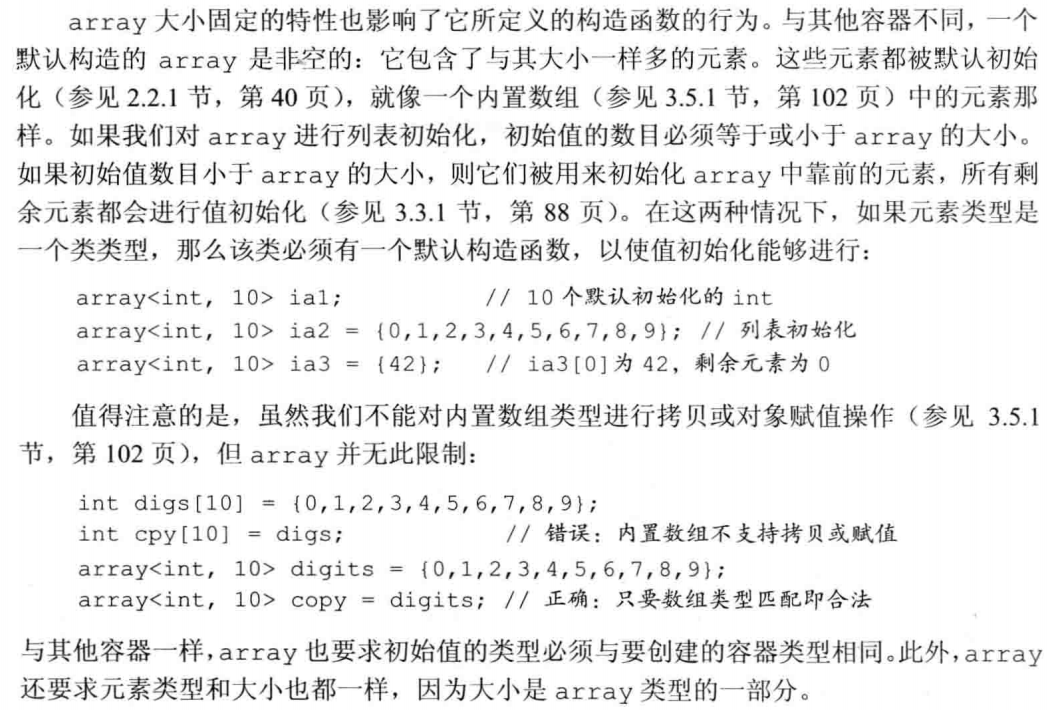 array 大小固定的特性也影响了它所定义的构造函数的行为。与其他容器不同，一个
默认构造的 array 是非空的：它包含了与其大小一样多的元素。这些元素都被默认初始
化（参见 2.2.1 节，第 40 页），就像一个内置数组（参见 3.5.1 节，第 102 页）中的元素那
样。如果我们对 array 进行列表初始化，初始值的数目必须等于或小于 array 的大小。
如果初始值数目小于 array 的大小，则它们被用来初始化 array 中靠前的元素，所有剩
余元素都会进行值初始化（参见 3.3.1 节，第 88 页）。在这两种情况下，如果元素类型是
一个类类型，那么该类必须有一个默认构造函数，以使值初始化能够进行：
array<int, 10> ia1; // 10 个默认初始化的 int
array<int, 10> ia2 = {0,1,2,3,4,5,6,7,8,9}; // 列表初始化
array<int, 10> ia3 = {42}; // ia3[0]为 42，剩余元素为 0
值得注意的是，虽然我们不能对内置数组类型进行拷贝或对象赋值操作（参见 3.5.1
节，第 102 页），但 array 并无此限制：
int digs[10] = {0,1,2,3,4,5,6,7,8,9};
int cpy[10] = digs; // 错误：内置数组不支持拷贝或赋值
array<int, 10> digits = {0,1,2,3,4,5,6,7,8,9};
array<int, 10> copy = digits; // 正确：只要数组类型匹配即合法
与其他容器一样，array 也要求初始值的类型必须与要创建的容器类型相同。此外，array
还要求元素类型和大小也都一样，因为大小是 array 类型的一部分。